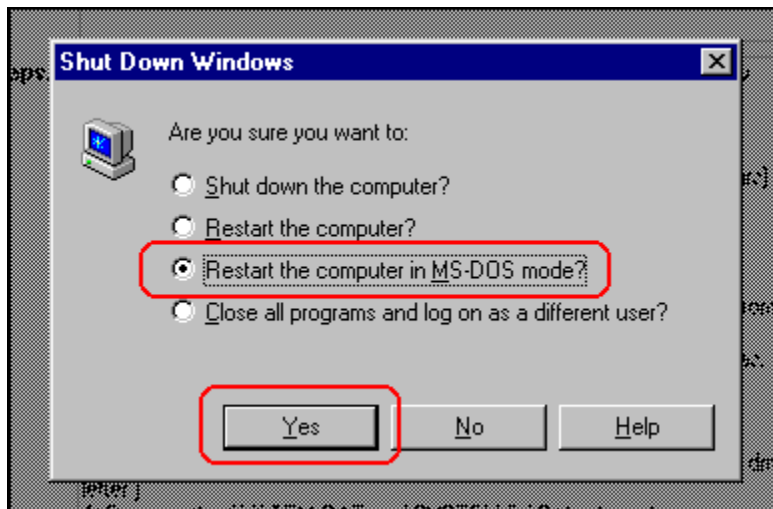 Shut Down Windows
Are you sure you want to:
Shut down the computer?
Restart the computer?
Restart the computer in MS-DOS mode?
Close all programs and log on as a different user?
Yes No Help